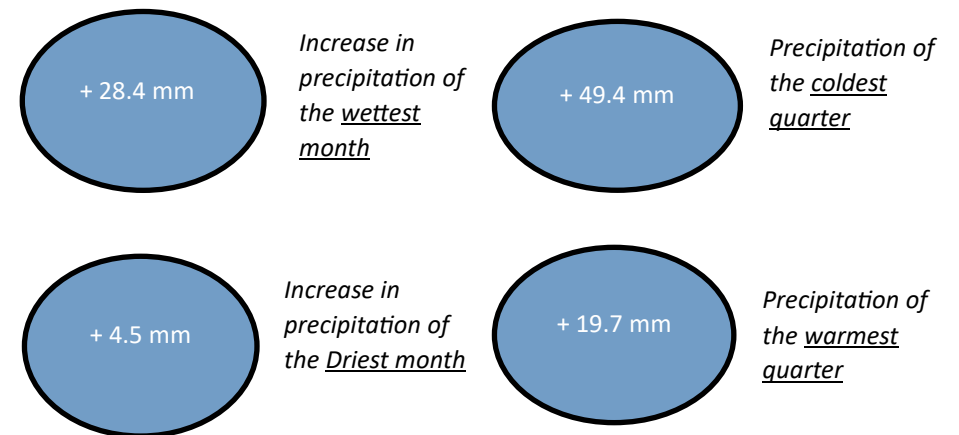 + 28.4 mm
Increase in
precipitation of
the wettest
month
+ 49.4 mm
Precipitation of
the coldest
quarter
+ 4.5 mm
Increase in
precipitation of
the Driest month
+ 19.7 mm
Precipitation of
the warmest
quarter